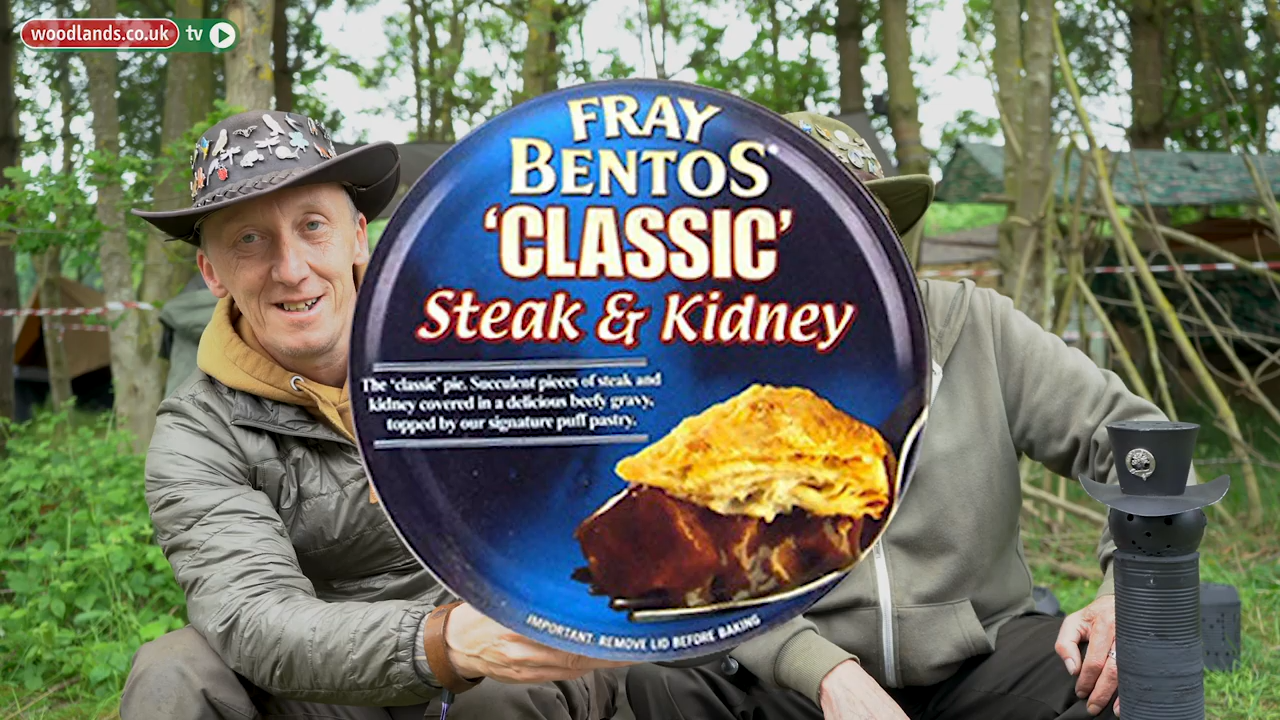 woodlands.co.uk tv
FRAY
BENTOS®
'CLASSIC'
Steak & Kidney
The 'classic' pie. Succulent pieces of steak and
kidney covered in a delicious beefy gravy,
topped by our signature puff pastry.
IMPORTANT: REMOVE LID BEFORE BAKING